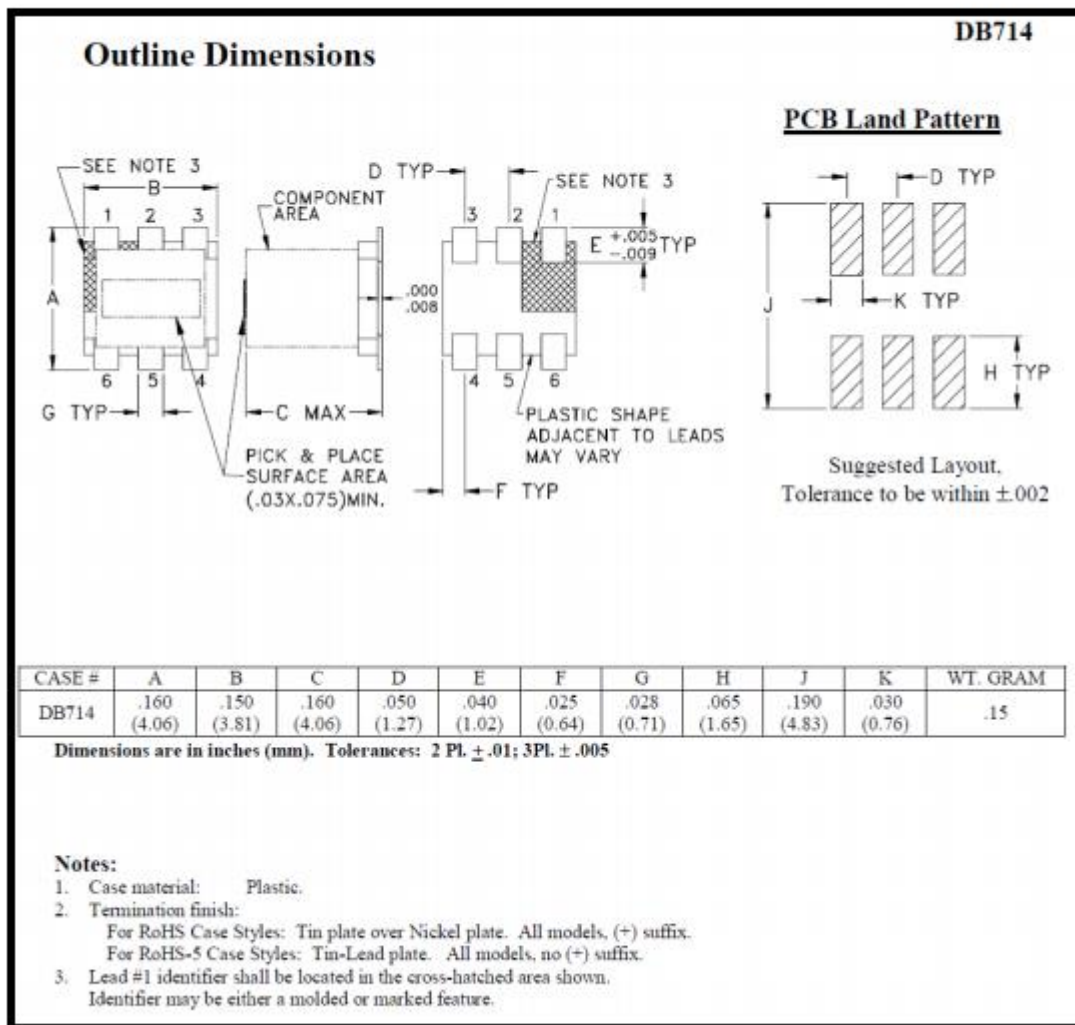 DB714
Outline Dimensions
PCB Land Pattern
SEE NOTE 3
B
1 2 3
A
6 5 4
G TYP
COMPONENT
AREA
.000
.008
C MAX
PICK & PLACE
SURFACE AREA
(.03X.075)MIN.
D TYP
SEE NOTE 3
3 2 1
E +.005 TYP
-.009
4 5 6
PLASTIC SHAPE
ADJACENT TO LEADS
MAY VARY
F TYP
D TYP
J
K TYP
H TYP
Suggested Layout,
Tolerance to be within ±.002
CASE # A B C D E F G H J K WT. GRAM
DB714 .160 .150 .160 .050 .040 .025 .028 .065 .190 .030 .15
(4.06) (3.81) (4.06) (1.27) (1.02) (0.64) (0.71) (1.65) (4.83) (0.76)
Dimensions are in inches (mm). Tolerances: 2 Pl. ± .01; 3Pl. ± .005
Notes:
1. Case material: Plastic.
2. Termination finish:
For RoHS Case Styles: Tin plate over Nickel plate. All models, (+) suffix.
For RoHS-5 Case Styles: Tin-Lead plate. All models, no (+) suffix.
3. Lead #1 identifier shall be located in the cross-hatched area shown.
Identifier may be either a molded or marked feature.